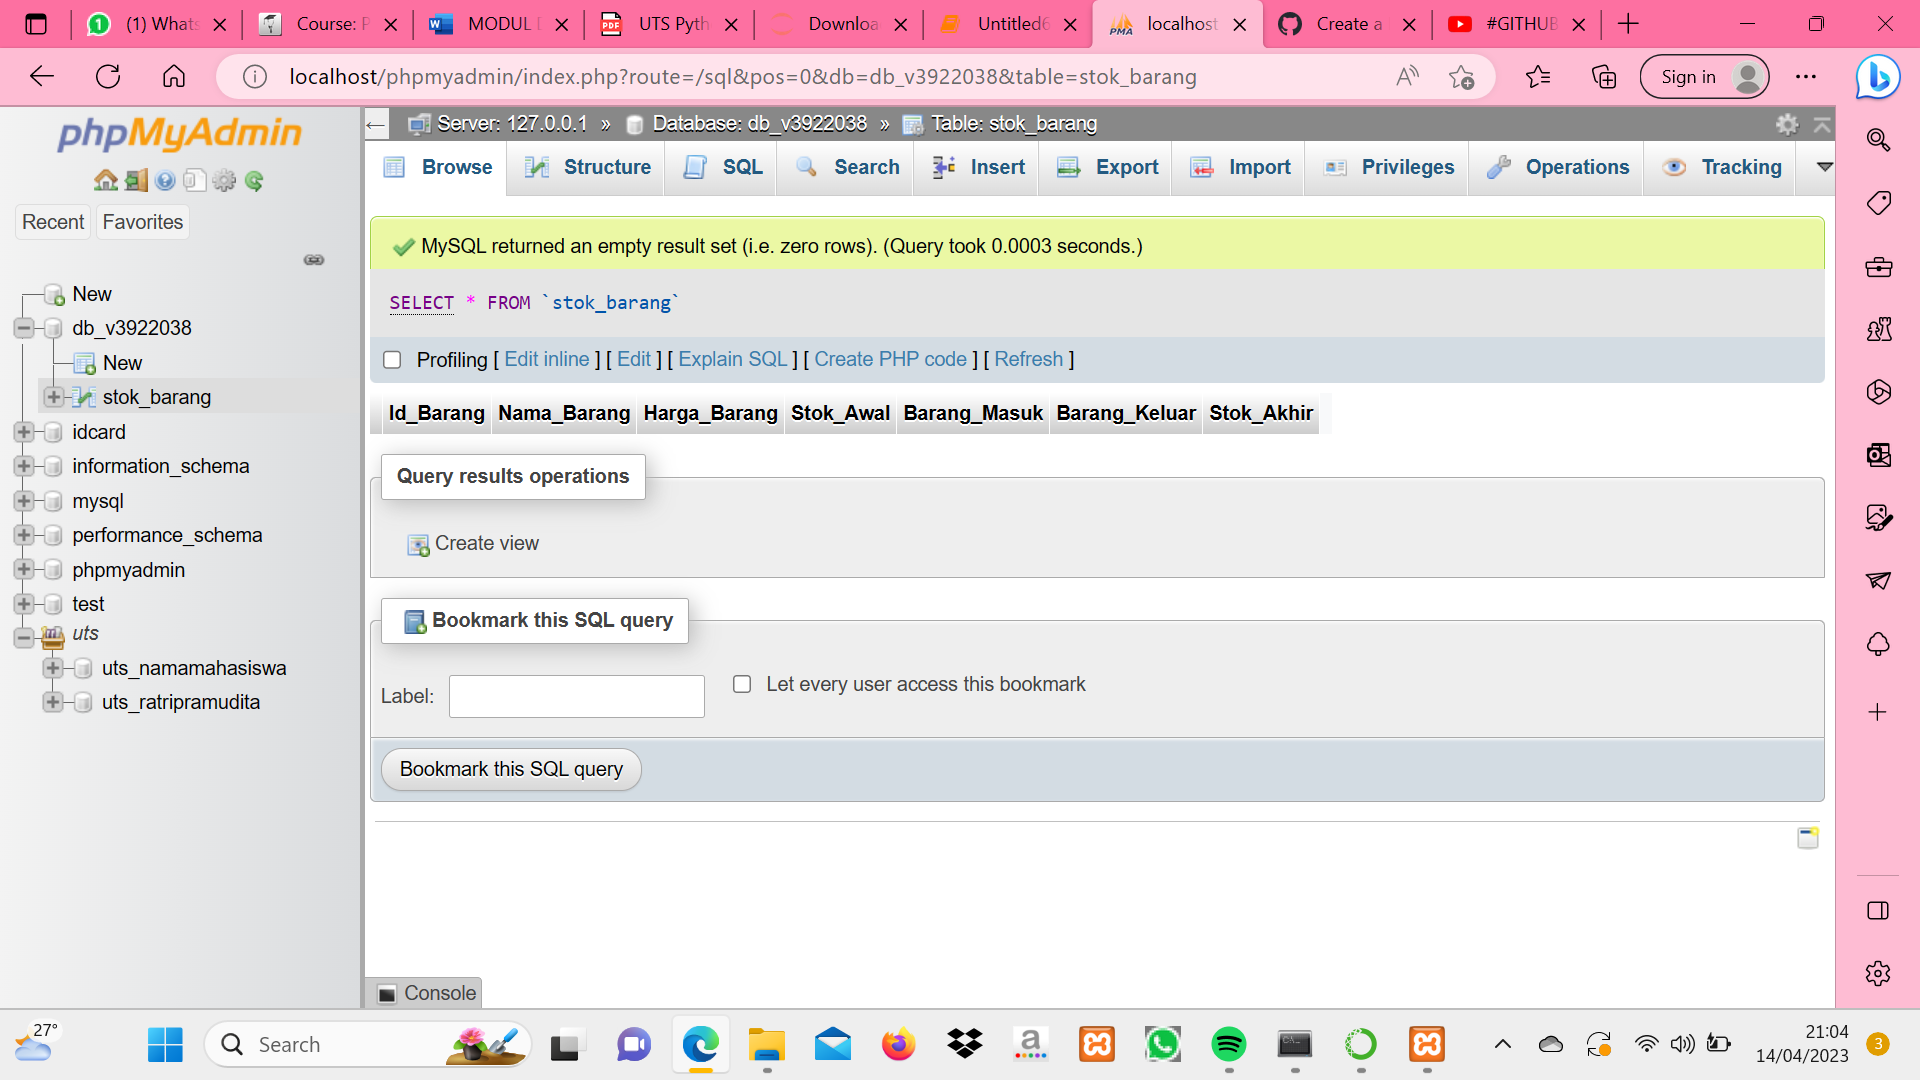 (1) Whats
Course: P
MODUL D
UTS Pyth
Downloa
Untitled6
localhost
Create a
#GITHUB
localhost/phpmyadmin/index.php?route=/sql&pos=0&db=db_v3922038&table=stok_barang
Sign in
phpMyAdmin
Recent
Favorites
New
db_v3922038
New
stok_barang
idcard
information_schema
mysql
performance_schema
phpmyadmin
test
uts
uts_namamahasiswa
uts_ratripramudita
Server: 127.0.0.1 » Database: db_v3922038 » Table: stok_barang
Browse Structure SQL Search Insert Export Import Privileges Operations Tracking
MySQL returned an empty result set (i.e. zero rows). (Query took 0.0003 seconds.)
SELECT * FROM `stok_barang`
Profiling [ Edit inline ] [ Edit ] [ Explain SQL ] [ Create PHP code ] [ Refresh ]
Id_Barang Nama_Barang Harga_Barang Stok_Awal Barang_Masuk Barang_Keluar Stok_Akhir
Query results operations
Create view
Bookmark this SQL query
Label:
Let every user access this bookmark
Bookmark this SQL query
Console
27°
Search
21:04
14/04/2023
3